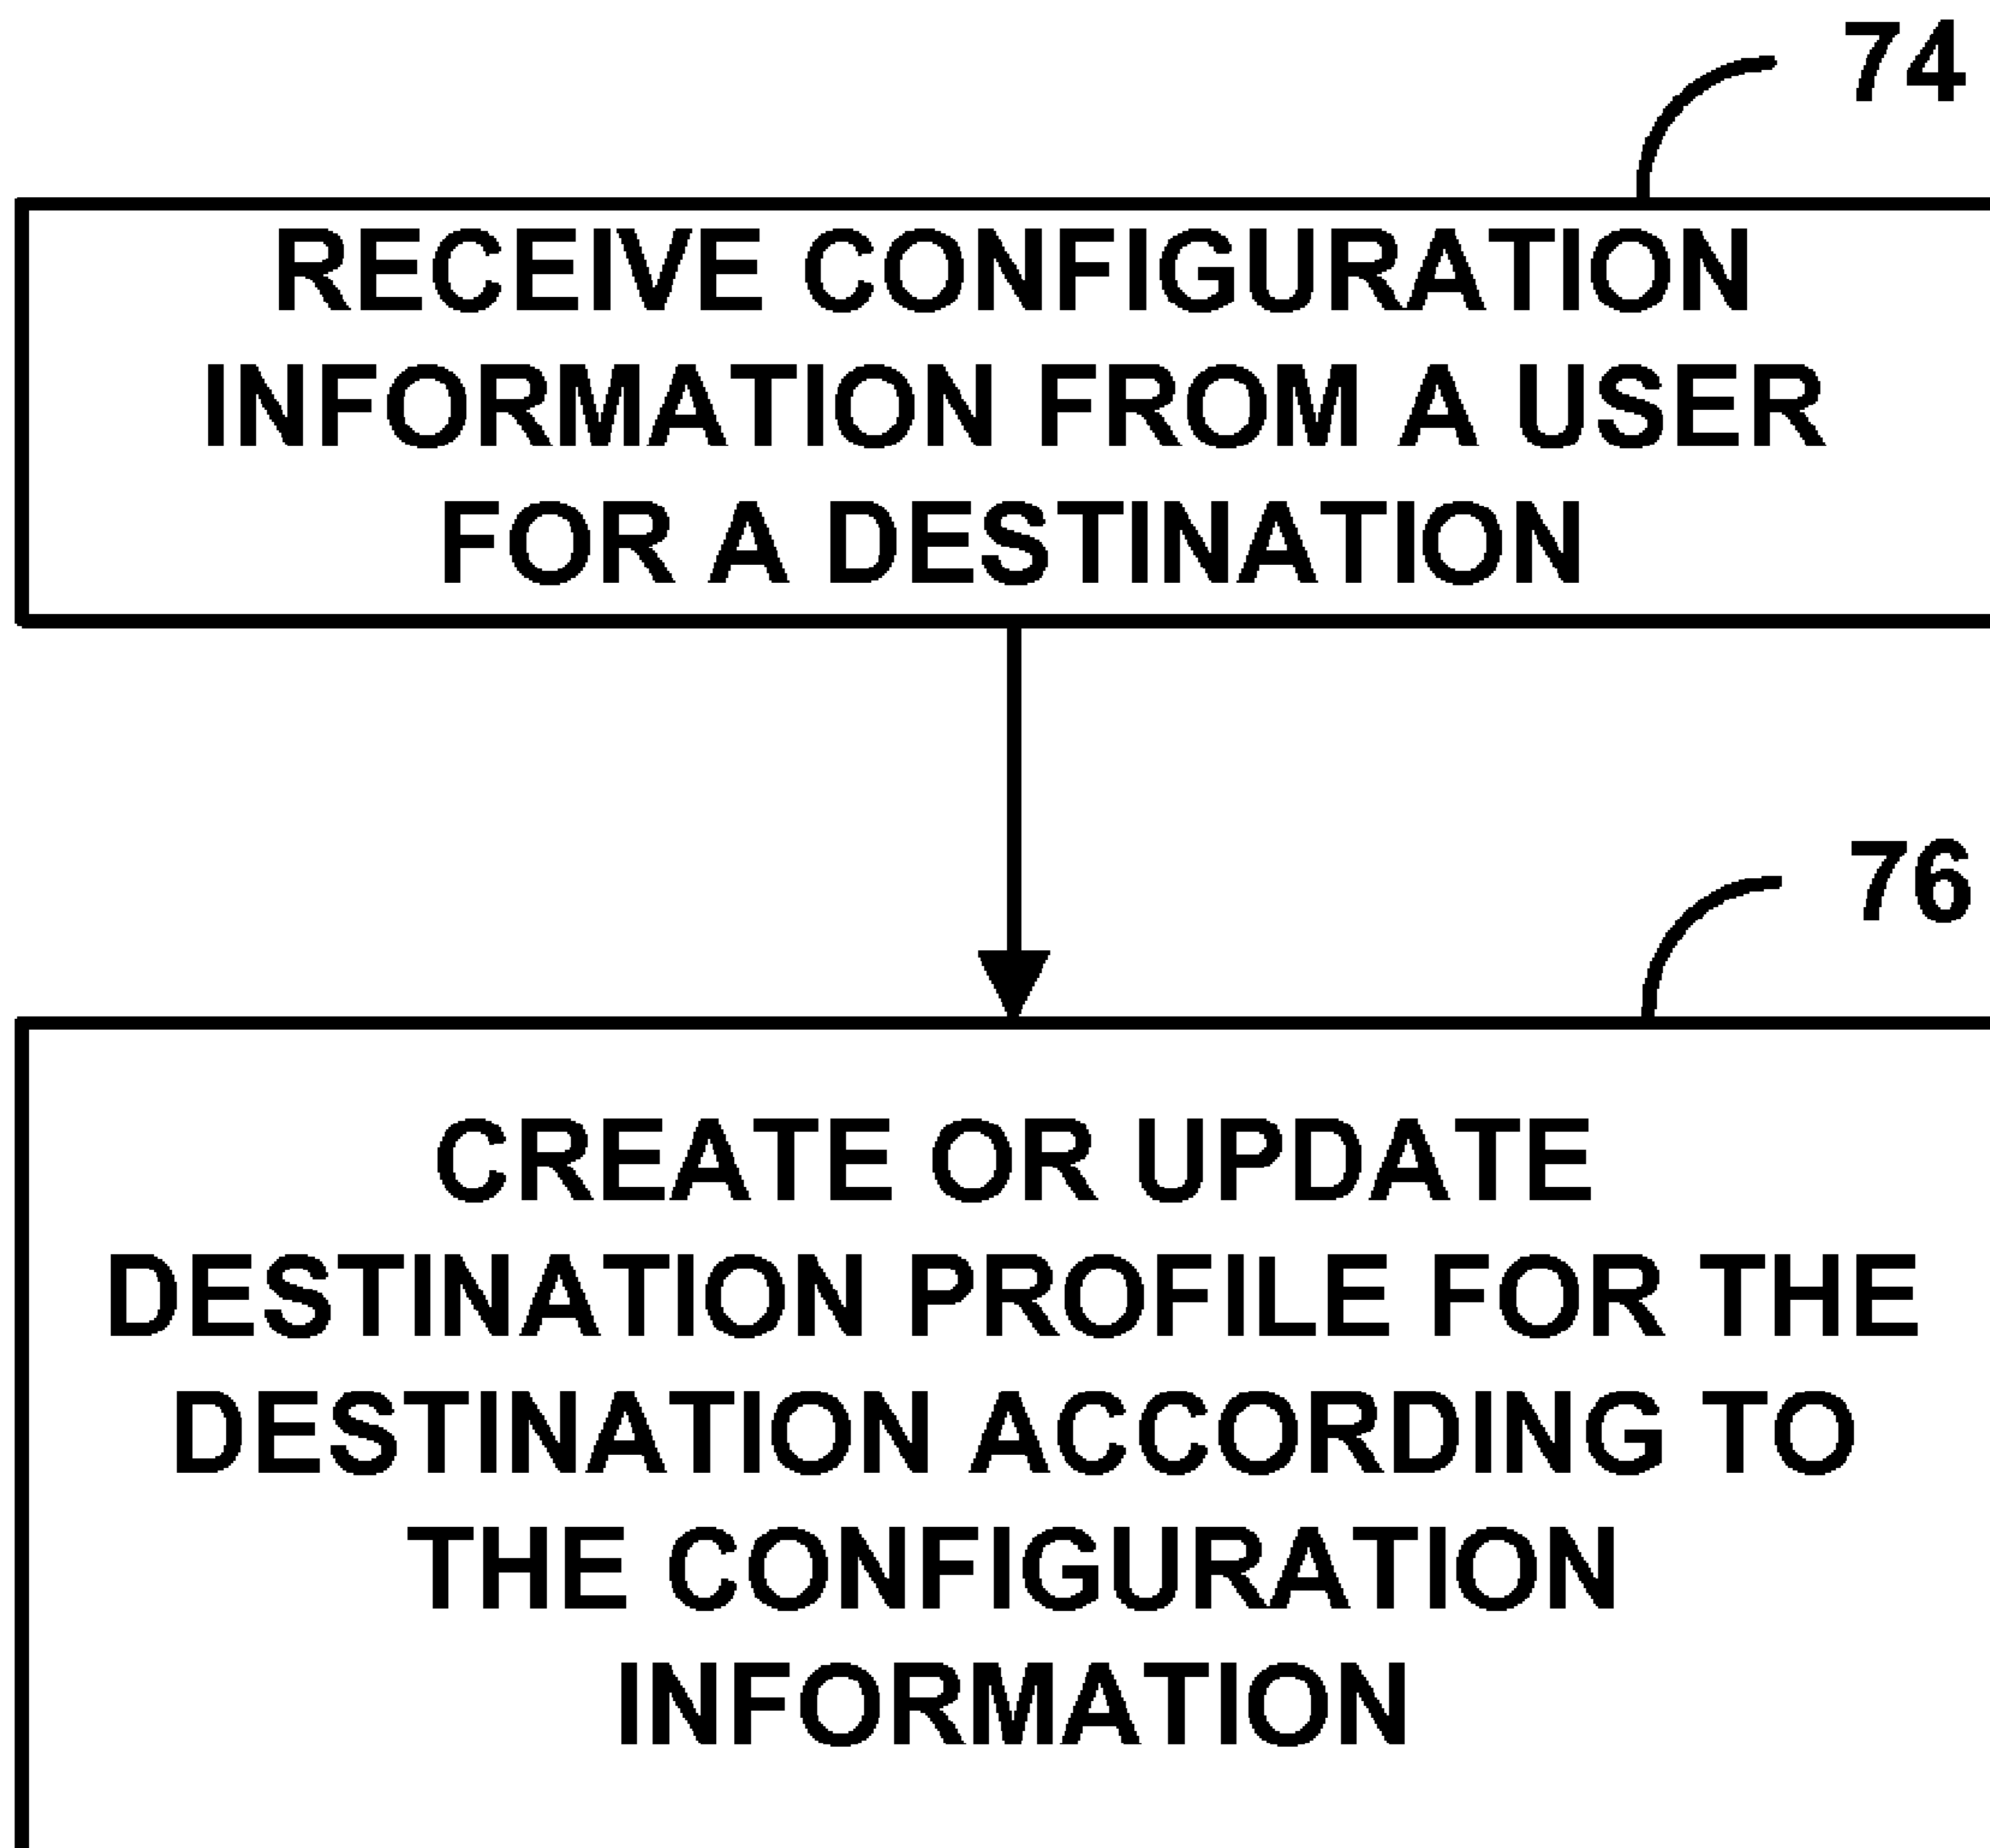 74
RECEIVE CONFIGURATION
INFORMATION FROM A USER
FOR A DESTINATION
76
CREATE OR UPDATE
DESTINATION PROFILE FOR THE
DESTINATION ACCORDING TO
THE CONFIGURATION
INFORMATION